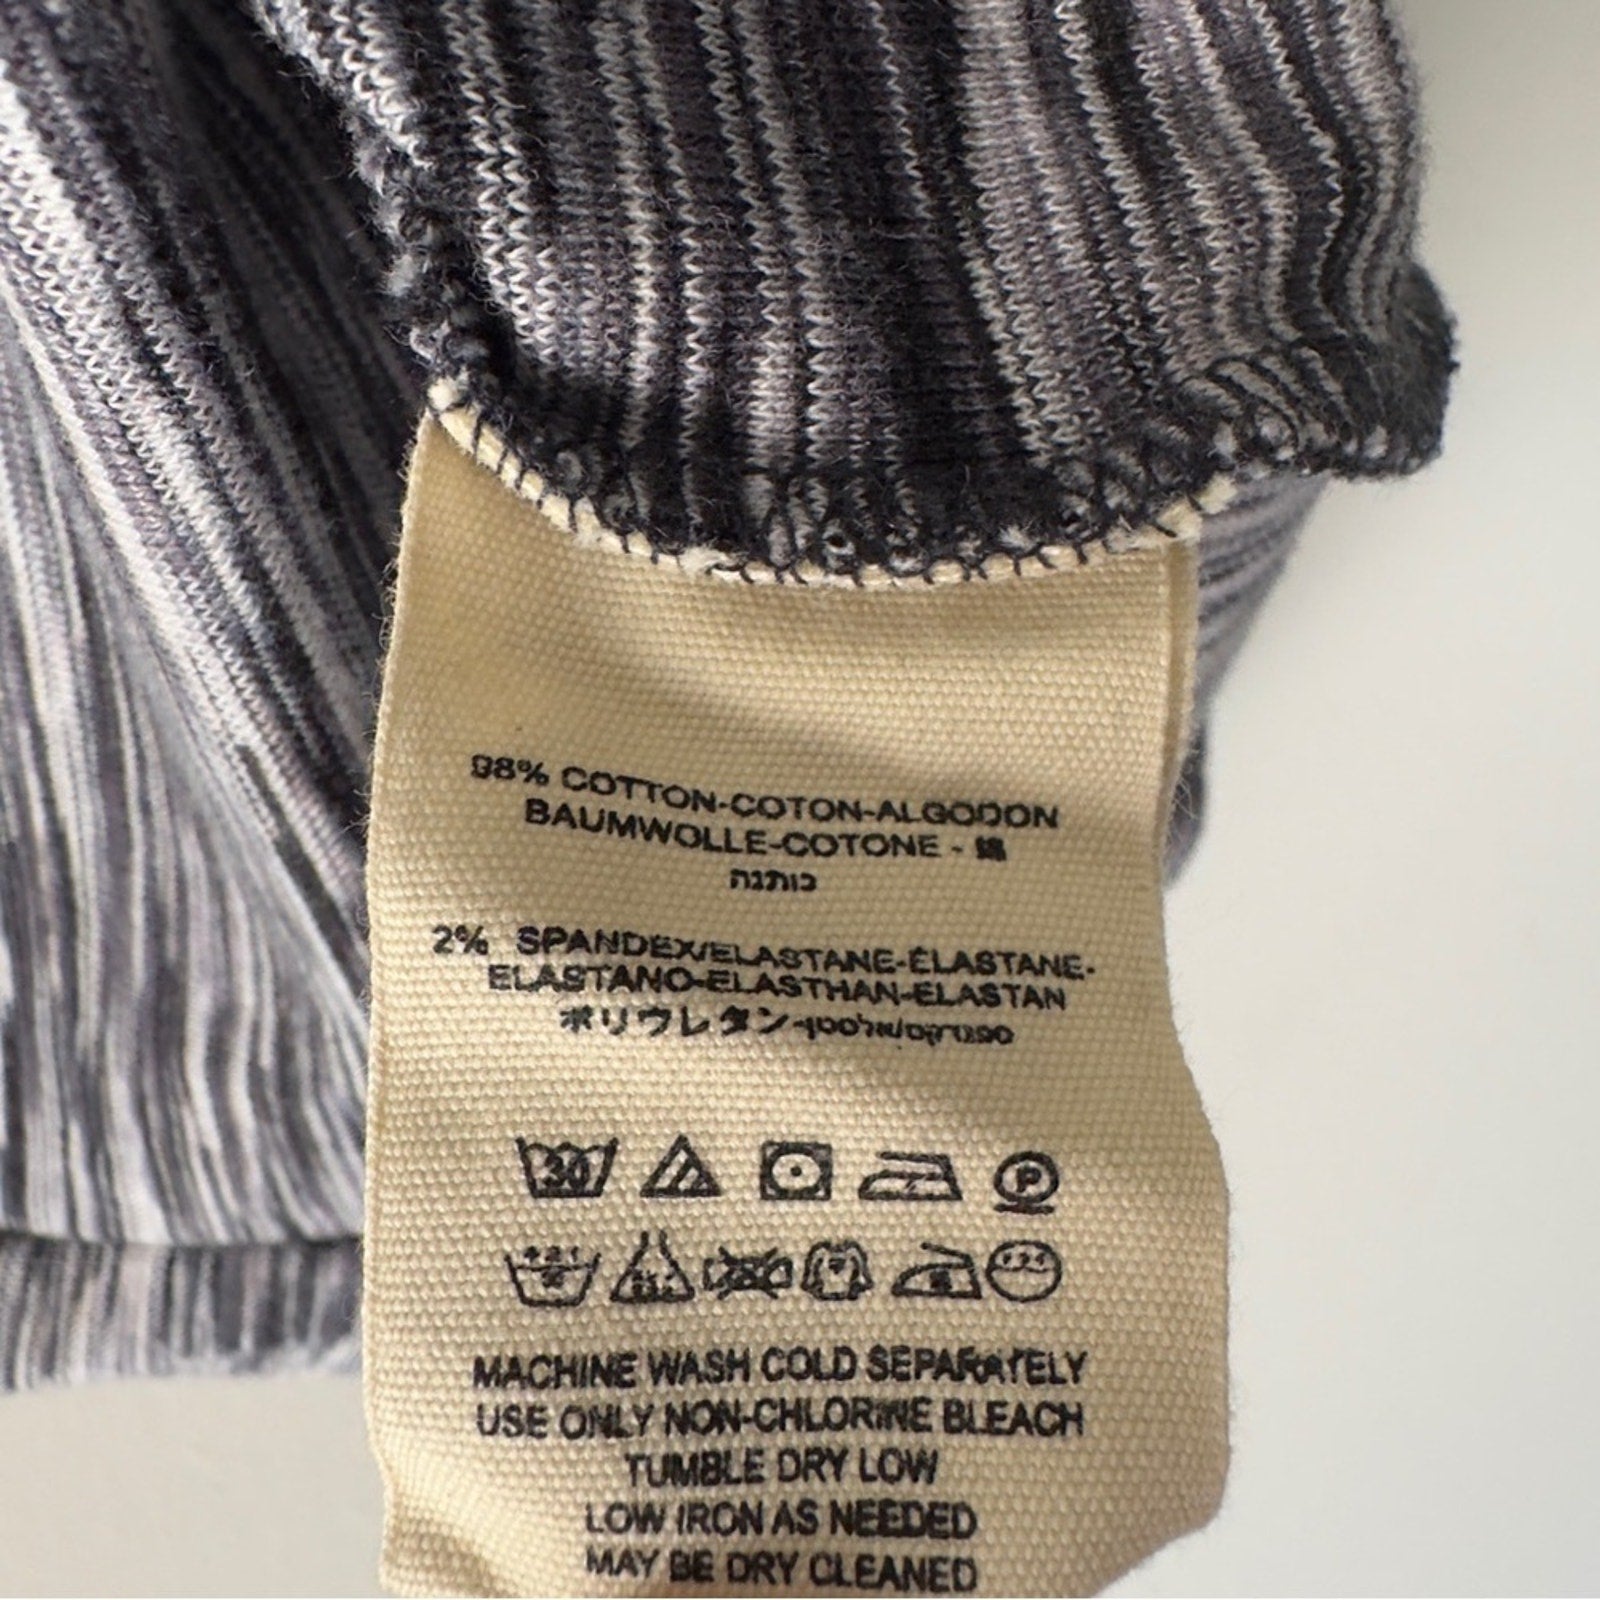 98% COTTON-COTON-ALGODON
BAUMWOLLE-COTONE - 綿
כותנה
2% SPANDEX/ELASTANE-ÉLASTANE-
ELASTANO-ELASTHAN-ELASTAN
ポリウレタン-
30
P
MACHINE WASH COLD SEPARATELY
USE ONLY NON-CHLORINE BLEACH
TUMBLE DRY LOW
LOW IRON AS NEEDED
MAY BE DRY CLEANED